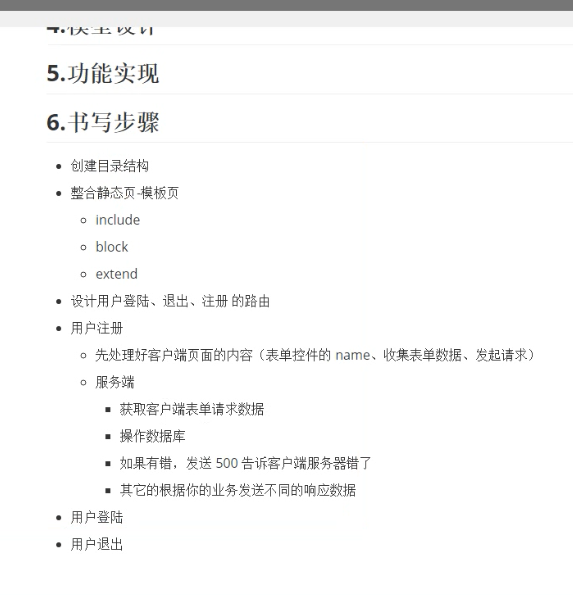 4.模型设计
5.功能实现
6.书写步骤
创建目录结构
整合静态页-模板页
include
block
extend
设计用户登陆、退出、注册 的路由
用户注册
先处理好客户端页面的内容（表单控件的 name、收集表单数据、发起请求）
服务端
获取客户端表单请求数据
操作数据库
如果有错，发送 500 告诉客户端服务器错了
其它的根据你的业务发送不同的响应数据
用户登陆
用户退出